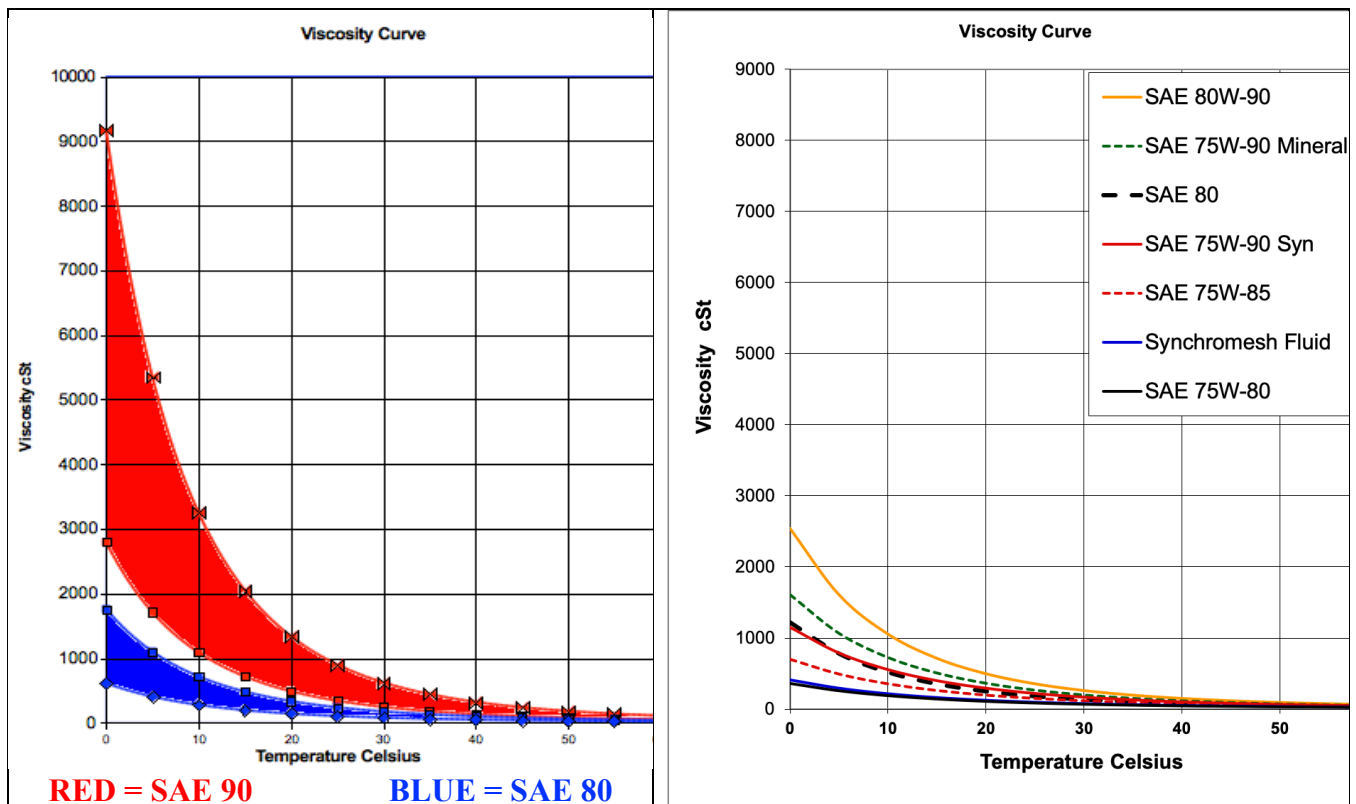 Viscosity Curve
10000
9000
8000
7000
6000
5000
4000
3000
2000
1000
0
Viscosity cSt
0 10 20 30 40 50
Temperature Celsius
RED = SAE 90 BLUE = SAE 80
Viscosity Curve
9000
8000
7000
6000
5000
4000
3000
2000
1000
0
Viscosity cSt
SAE 80W-90
SAE 75W-90 Mineral
SAE 80
SAE 75W-90 Syn
SAE 75W-85
Synchromesh Fluid
SAE 75W-80
0 10 20 30 40 50
Temperature Celsius